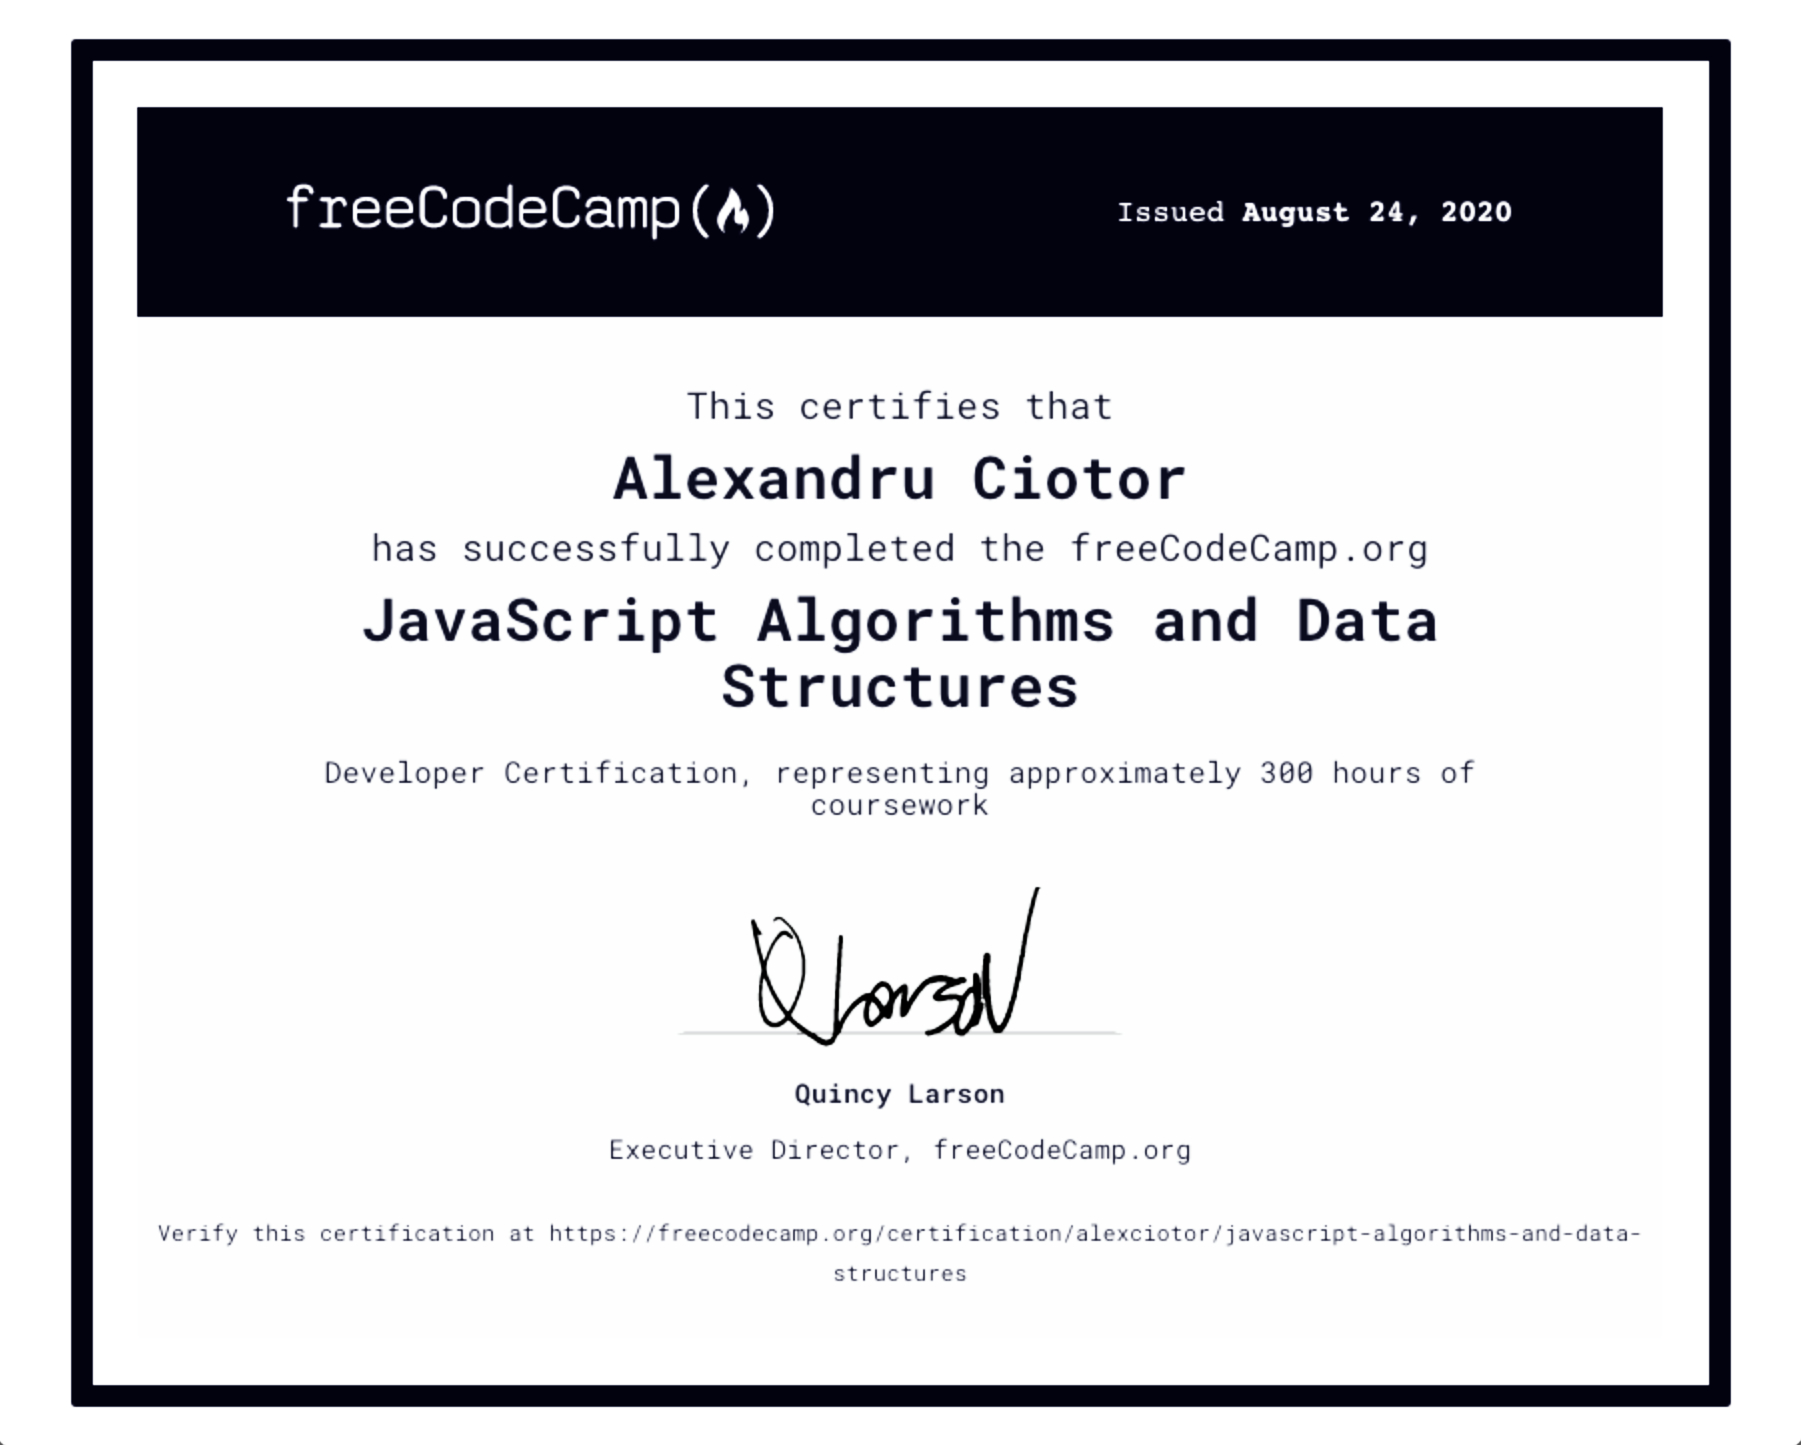 freeCodeCamp(🔥)
Issued August 24, 2020
This certifies that
Alexandru Ciotor
has successfully completed the freeCodeCamp.org
JavaScript Algorithms and Data
Structures
Developer Certification, representing approximately 300 hours of
coursework
QLarson
Quincy Larson
Executive Director, freeCodeCamp.org
Verify this certification at https://freecodecamp.org/certification/alexciotor/javascript-algorithms-and-data-
structures